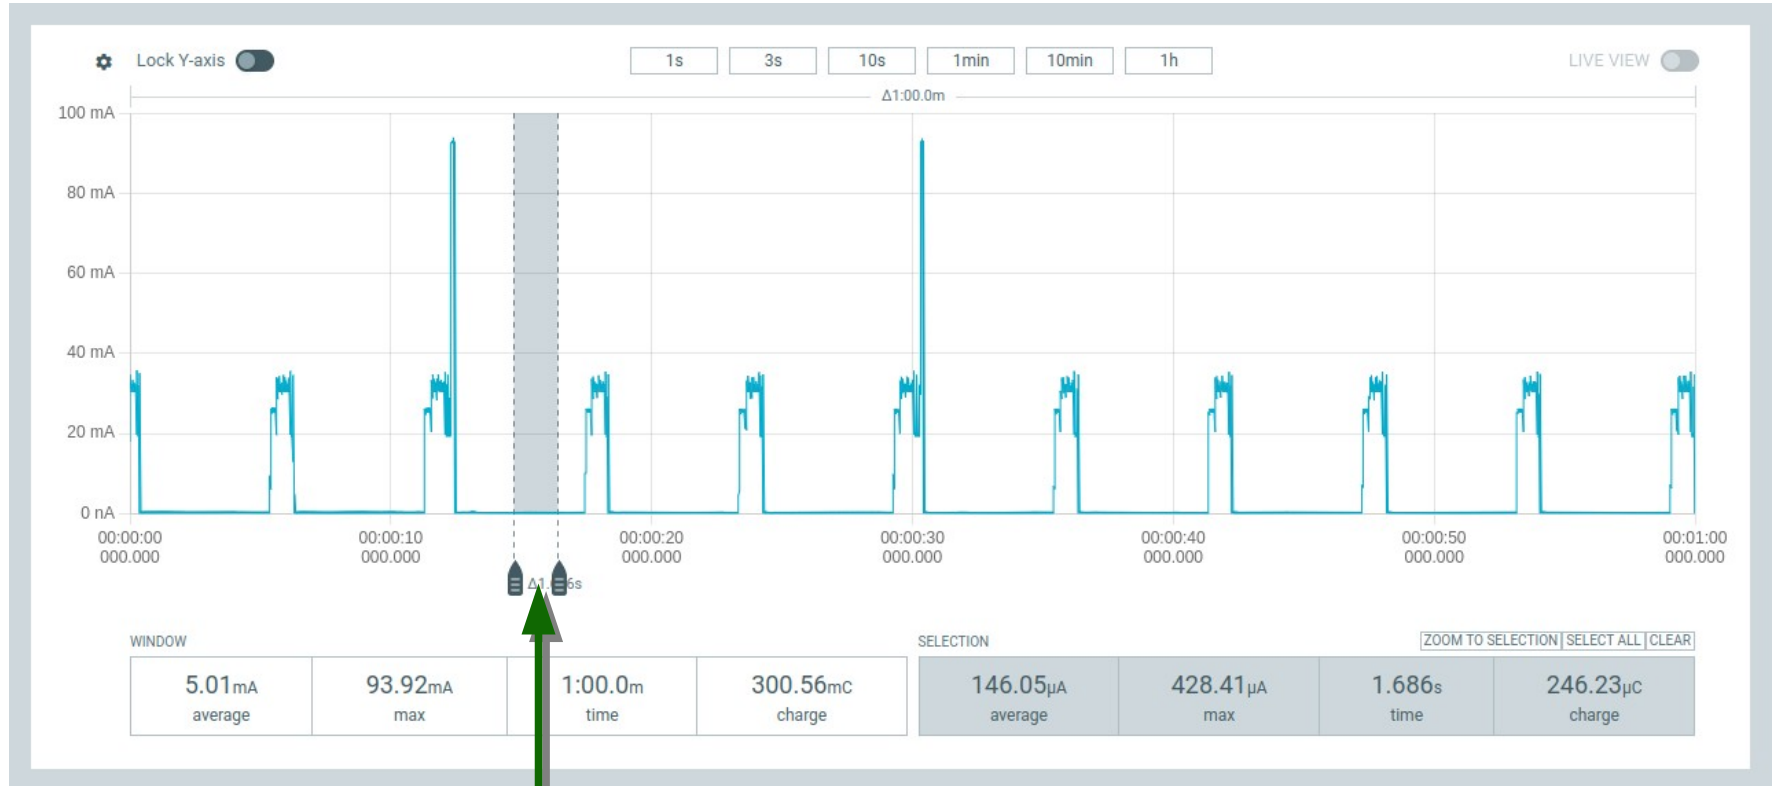 Lock Y-axis 1s 3s 10s 1min 10min 1h LIVE VIEW
Δ1:00.0m
100 mA
80 mA
60 mA
40 mA
20 mA
0 nA
00:00:00 00:00:10 00:00:20 00:00:30 00:00:40 00:00:50 00:01:00
000.000 000.000 000.000 000.000 000.000 000.000 000.000
WINDOW SELECTION ZOOM TO SELECTION SELECT ALL CLEAR
5.01mA 93.92mA 1:00.0m 300.56mC 146.05μA 428.41μA 1.686s 246.23μC
average max time charge average max time charge